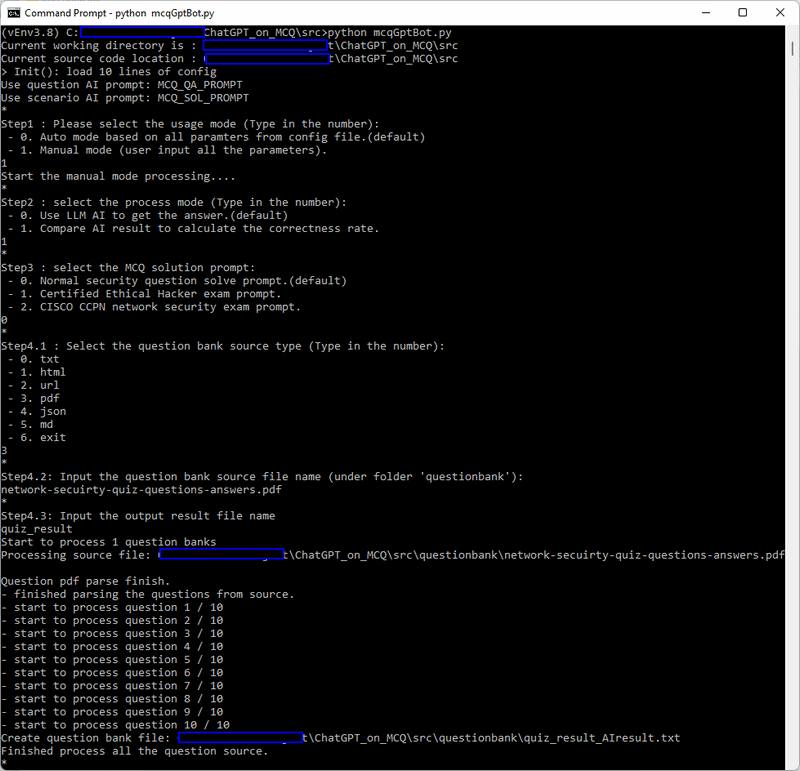 Command Prompt - python mcqGptBot.py
(vEnv3.8) C: ChatGPT_on_MCQ\src>python mcqGptBot.py
Current working directory is : t\ChatGPT_on_MCQ\src
Current source code location : t\ChatGPT_on_MCQ\src
> Init(): load 10 lines of config
Use question AI prompt: MCQ_QA_PROMPT
Use scenario AI prompt: MCQ_SOL_PROMPT
*
Step1 : Please select the usage mode (Type in the number):
- 0. Auto mode based on all paramters from config file.(default)
- 1. Manual mode (user input all the parameters).
1
Start the manual mode processing....
*
Step2 : select the process mode (Type in the number):
- 0. Use LLM AI to get the answer.(default)
- 1. Compare AI result to calculate the correctness rate.
1
*
Step3 : select the MCQ solution prompt:
- 0. Normal security question solve prompt.(default)
- 1. Certified Ethical Hacker exam prompt.
- 2. CISCO CCPN network security exam prompt.
0
*
Step4.1 : Select the question bank source type (Type in the number):
- 0. txt
- 1. html
- 2. url
- 3. pdf
- 4. json
- 5. md
- 6. exit
3
*
Step4.2: Input the question bank source file name (under folder 'questionbank'):
network-secuirty-quiz-questions-answers.pdf
*
Step4.3: Input the output result file name
quiz_result
Start to process 1 question banks
Processing source file: t\ChatGPT_on_MCQ\src\questionbank\network-secuirty-quiz-questions-answers.pdf
Question pdf parse finish.
- finished parsing the questions from source.
- start to process question 1 / 10
- start to process question 2 / 10
- start to process question 3 / 10
- start to process question 4 / 10
- start to process question 5 / 10
- start to process question 6 / 10
- start to process question 7 / 10
- start to process question 8 / 10
- start to process question 9 / 10
- start to process question 10 / 10
Create question bank file: t\ChatGPT_on_MCQ\src\questionbank\quiz_result_AIresult.txt
Finished process all the question source.
*